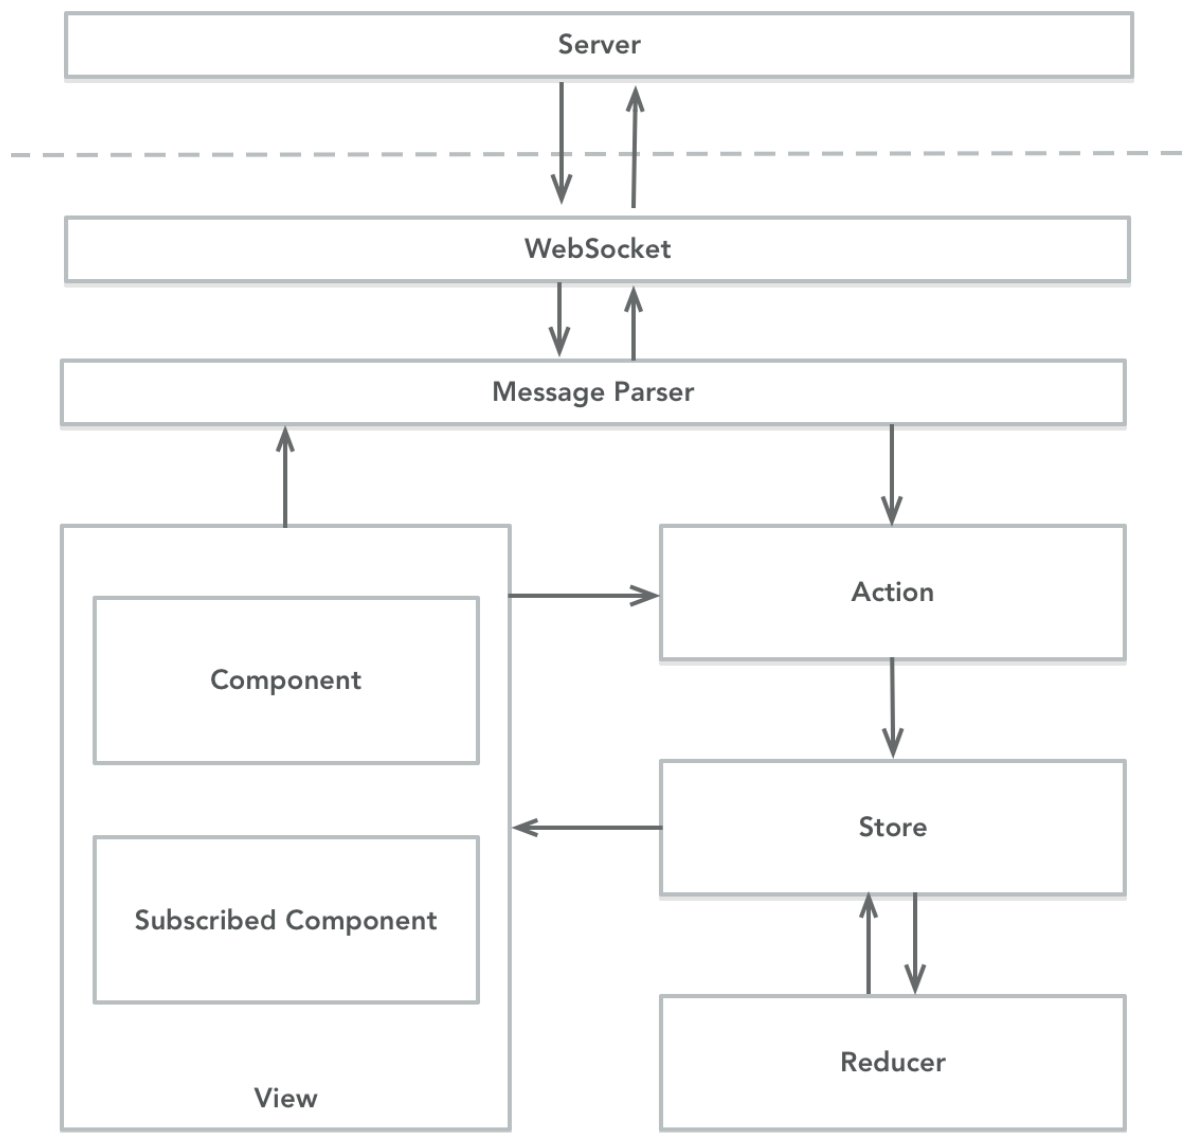 Server
WebSocket
Message Parser
Action
Component
Store
Subscribed Component
Reducer
View